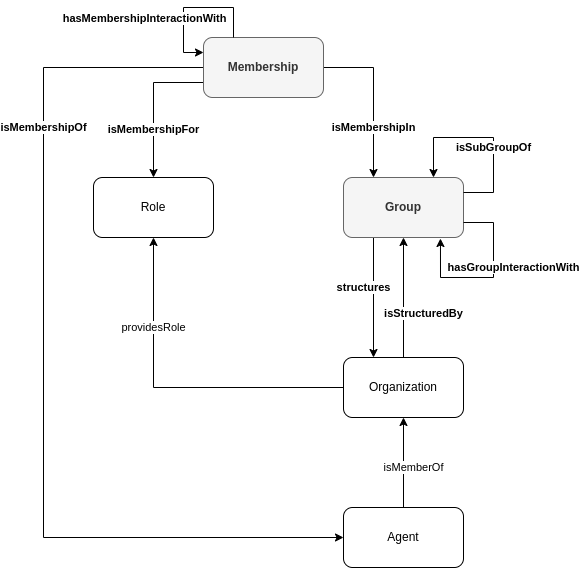 hasMembershipInteractionWith
Membership
isMembershipOf
isMembershipFor
isMembershipIn
isSubGroupOf
Role
Group
hasGroupInteractionWith
structures
isStructuredBy
providesRole
Organization
isMemberOf
Agent